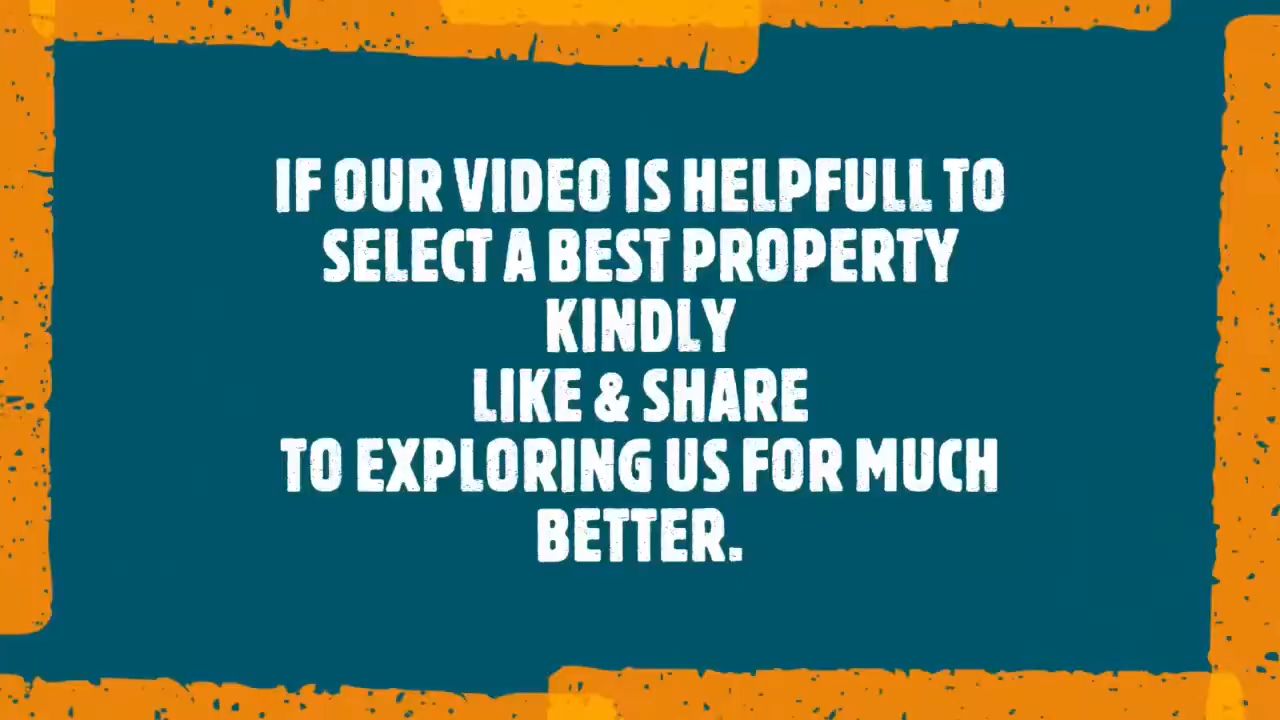 IF OUR VIDEO IS HELPFULL TO
SELECT A BEST PROPERTY
KINDLY
LIKE & SHARE
TO EXPLORING US FOR MUCH
BETTER.